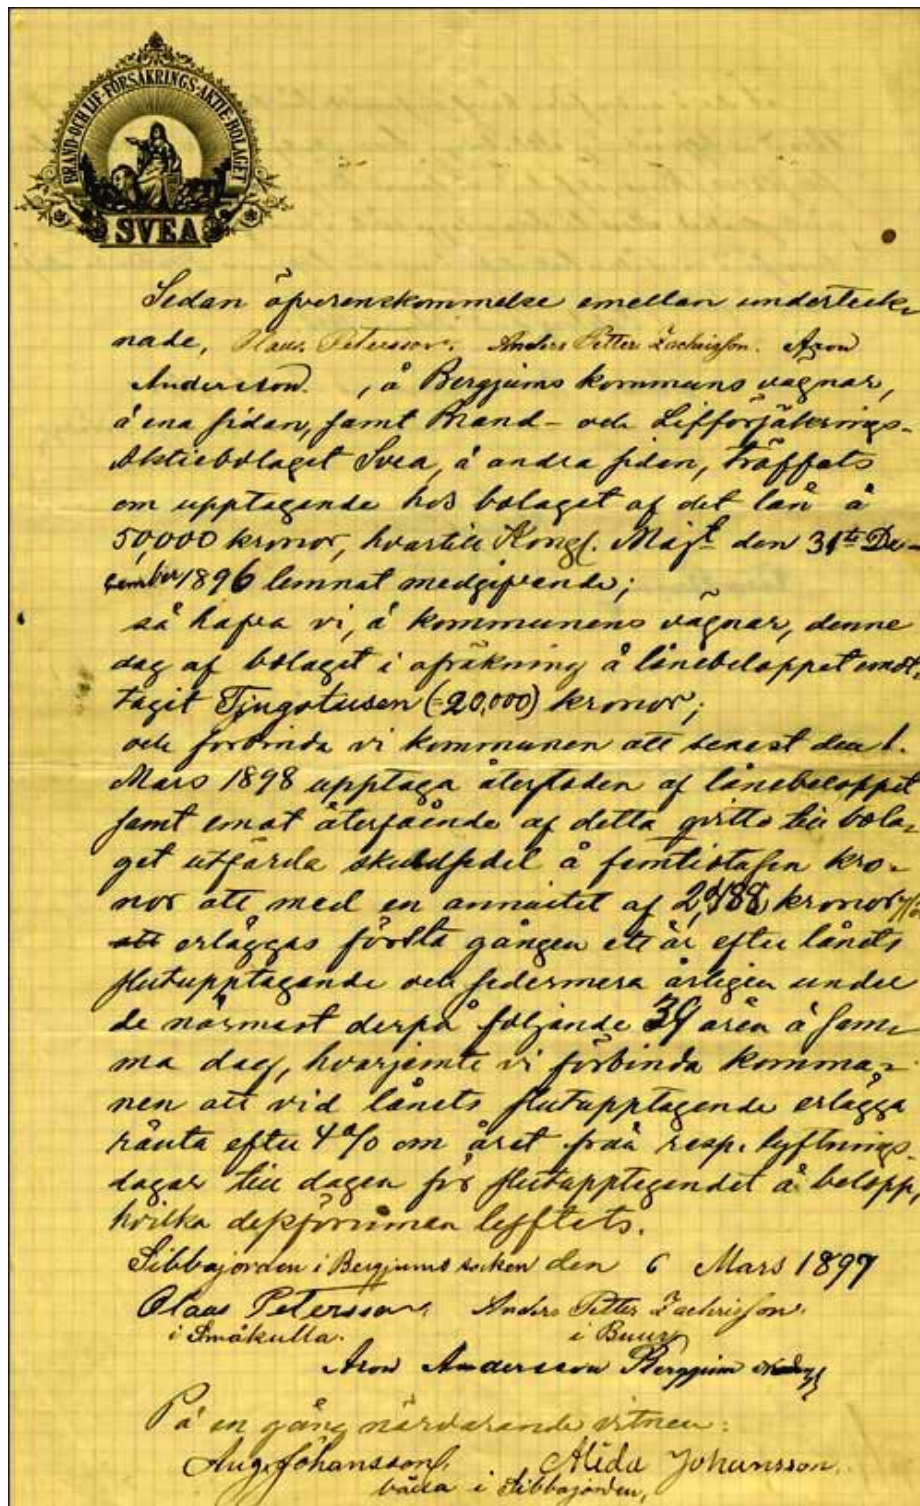 BRAND-OCH LIF-FÖRSÄKRINGS-AKTIE-BOLAGET
SVEA
Sedan öfverenskommelse emellan underteck-
nade, Olaus Petersson. Anders Petter Zachrisson. Aron
Andersson. , å Bergjums kommuns vägnar,
å ena sidan, samt Brand- och Lifförsäkrings-
Aktiebolaget Svea, å andra sidan, träffats
om upptagande hos bolaget af det lån å
50,000 kronor, hvartill Kongl. Majt den 31ste De-
cember 1896 lemnat medgifvande;
så hafva vi, å kommunens vägnar, denne
dag af bolaget i afräkning å lånebeloppet emot-
tagit Tjugotusen (=20,000) kronor;
och förbinda vi kommunen att senast den 1.
Mars 1898 upptaga återstoden af lånebeloppet
samt emot återfående af detta qvitto till bola-
get utfärda skuldsedel å femtiotusen kro-
nor att med en annuitet af kronor
att erläggas första gången ett år efter lånets
slutupptagande och sedermera årligen under
de närmast derpå följande 39 åren å sam-
ma dag, hvarjemte vi förbinda kommu-
nen att vid lånets slutupptagande erlägga
ränta efter 4% om året från resp. lyftnings-
dagar till dagen för slutupptagandet å belopp,
hvilka dessförinnan lyftets.
Sibbajorden i Bergjums socken den 6 Mars 1897
Olaus Petersson. Anders Petter Zachrisson.
i Småkulla. i Buur
Aron Andersson Bergjum
På en gång närvarande vitnen:
Aug. Johansson, Alida Johansson,
båda i Sibbajorden,